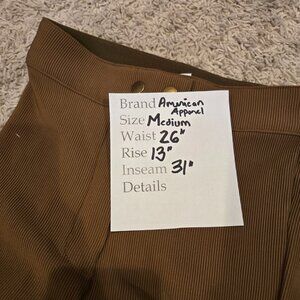 Brand American
Apparel
Size Medium
Waist 26"
Rise 13"
Inseam 31"
Details